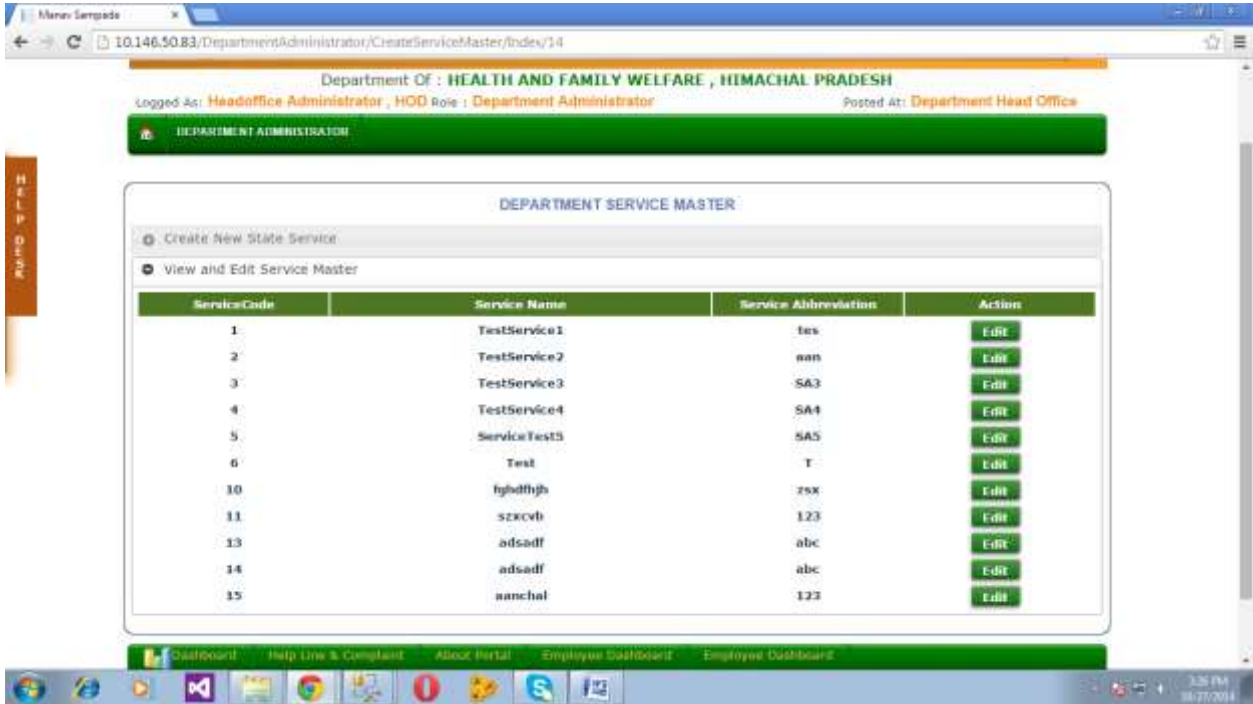 Manav Sampada
10.146.50.83/DepartmentAdministrator/CreateServiceMaster/Index/14
Department Of : HEALTH AND FAMILY WELFARE , HIMACHAL PRADESH
Logged As: Headoffice Administrator , HOD Role : Department Administrator Posted At: Department Head Office
DEPARTMENT ADMINISTRATOR
HELP DESK
DEPARTMENT SERVICE MASTER
Create New State Service
View and Edit Service Master
ServiceCode Service Name Service Abbreviation Action
1 TestService1 tes Edit
2 TestService2 aan Edit
3 TestService3 SA3 Edit
4 TestService4 SA4 Edit
5 ServiceTest5 SA5 Edit
6 Test T Edit
10 fghdfhjh zsx Edit
11 szxcvb 123 Edit
13 adsadf abc Edit
14 adsadf abc Edit
15 aanchal 123 Edit
Dashboard Help Line & Complaint About Portal Employee Dashboard Employee Dashboard
3:26 PM
10/27/2014